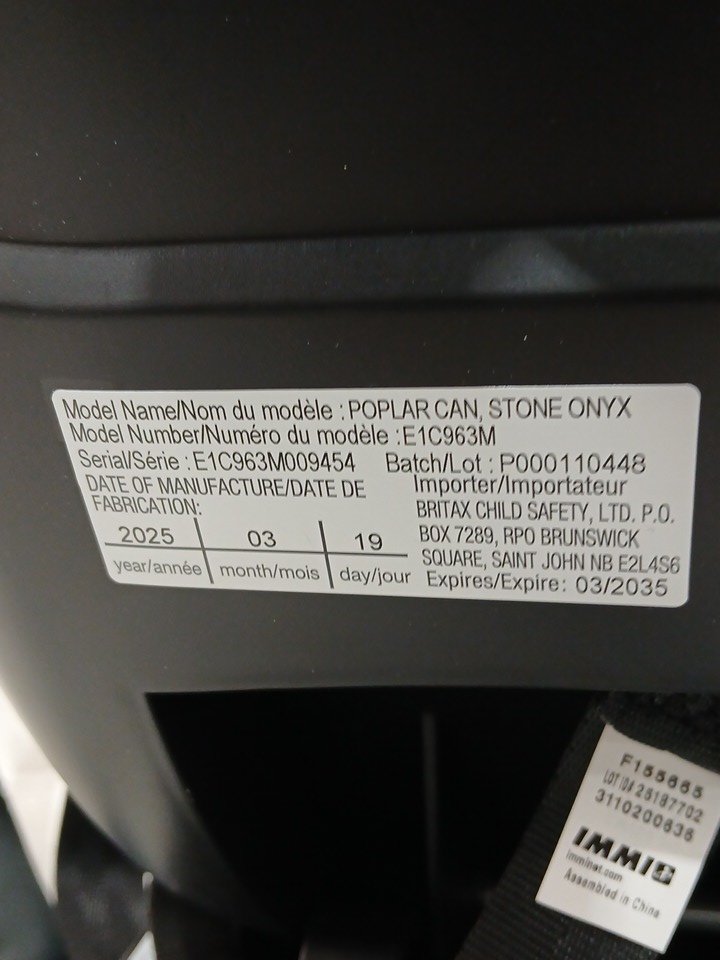 Model Name/Nom du modèle : POPLAR CAN, STONE ONYX
Model Number/Numéro du modèle : E1C963M
Serial/Série : E1C963M009454 Batch/Lot : P000110448
DATE OF MANUFACTURE/DATE DE
FABRICATION:
2025 03 19
year/année month/mois day/jour
Importer/Importateur
BRITAX CHILD SAFETY, LTD. P.O.
BOX 7289, RPO BRUNSWICK
SQUARE, SAINT JOHN NB E2L4S6
Expires/Expire: 03/2035
F155665
LOT ID# 25187702
3110200636
IMMI
imminet.com
Assembled in China